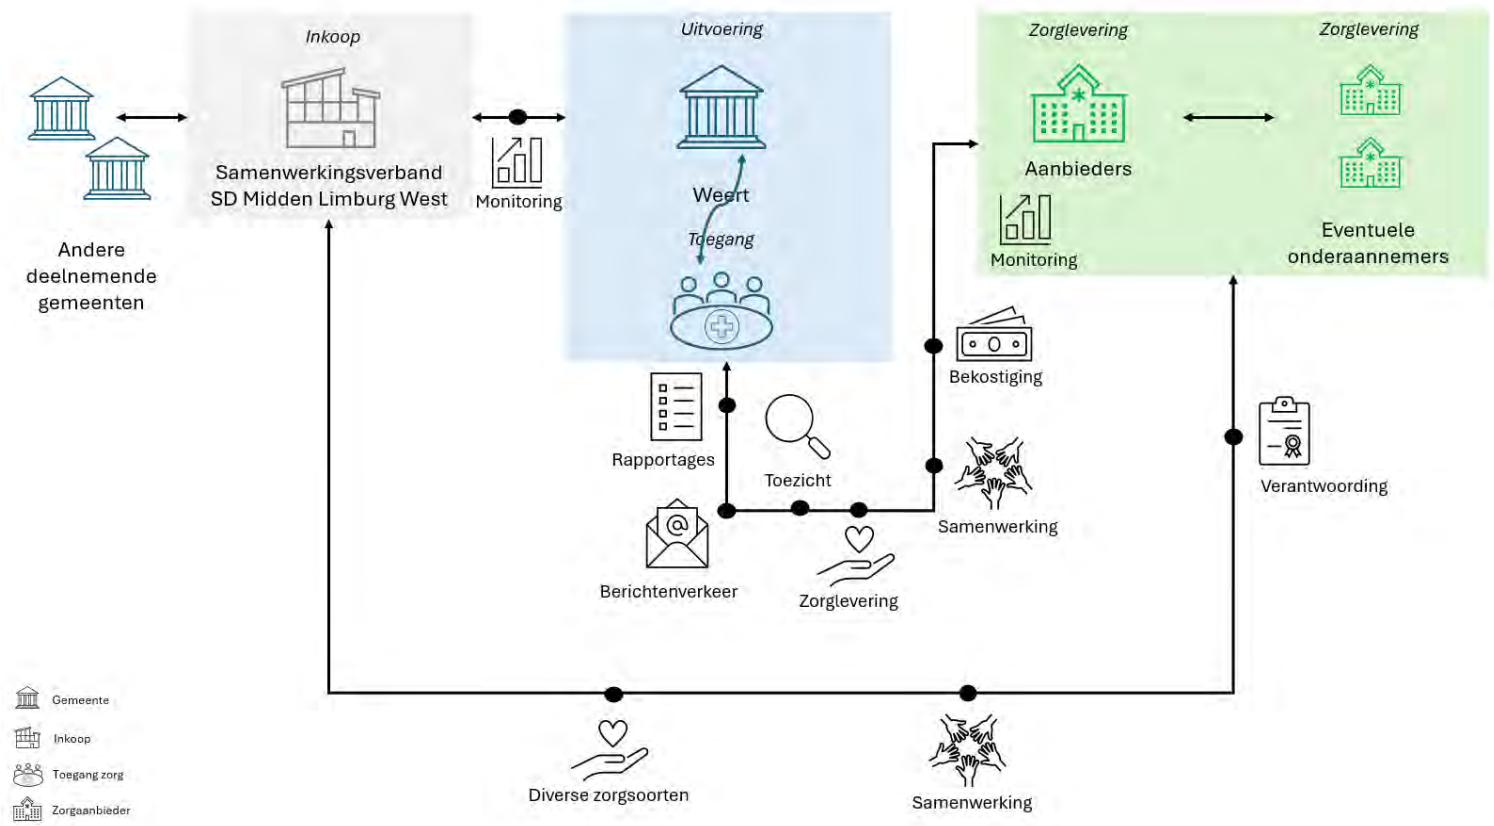 Inkoop
Uitvoering
Zorglevering
Zorglevering
Samenwerkingsverband
SD Midden Limburg West
Monitoring
Weert
Toegang
Aanbieders
Monitoring
Eventuele
onderaannemers
Andere
deelnemende
gemeenten
Bekostiging
Rapportages
Toezicht
Samenwerking
Verantwoording
@
Berichtenverkeer
Zorglevering
Diverse zorgsoorten
Samenwerking
Gemeente
Inkoop
Toegang zorg
Zorgaanbieder